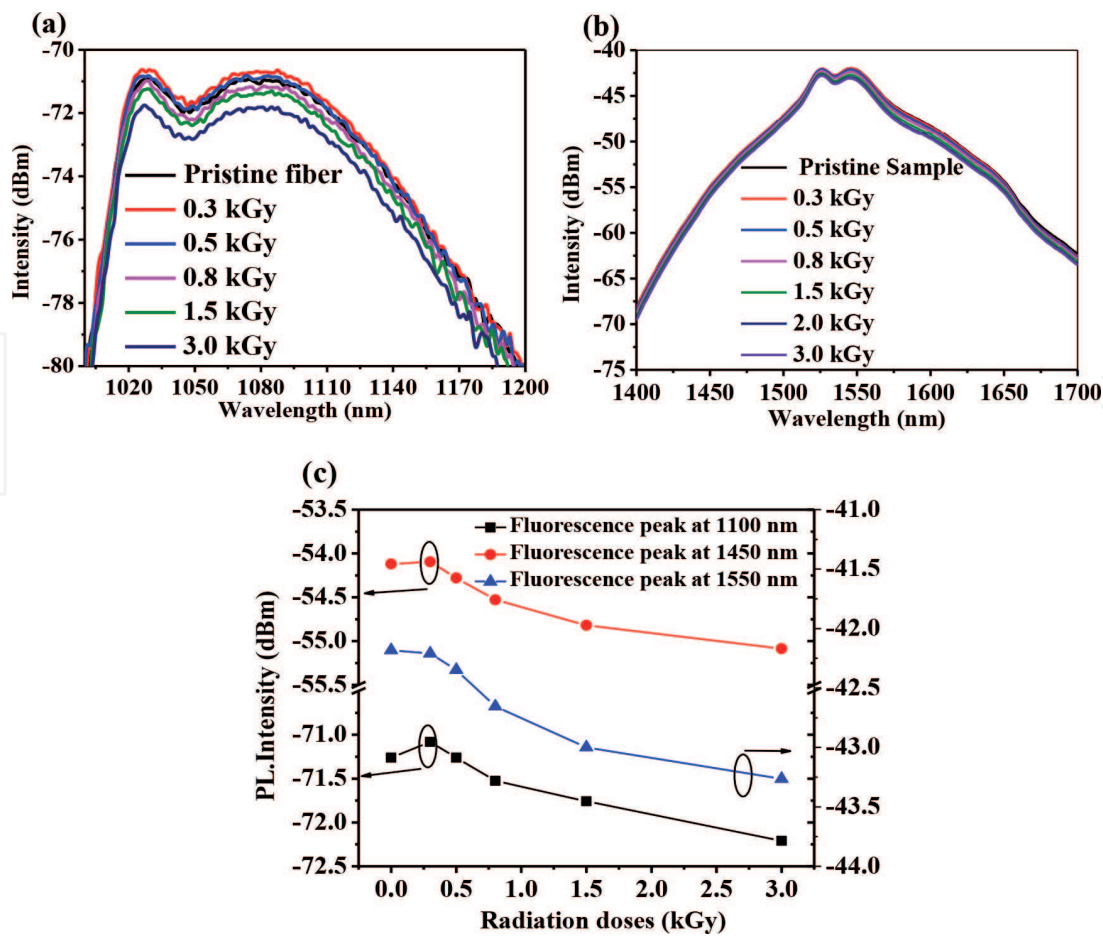 (a)
-70
-72
-74
-76
-78
-80
Intensity (dBm)
Pristine fiber
0.3 kGy
0.5 kGy
0.8 kGy
1.5 kGy
3.0 kGy
1020 1050 1080 1110 1140 1170 1200
Wavelength (nm)
(b)
-40
-45
-50
-55
-60
-65
-70
-75
Intensity (dBm)
Pristine Sample
0.3 kGy
0.5 kGy
0.8 kGy
1.5 kGy
2.0 kGy
3.0 kGy
1400 1450 1500 1550 1600 1650 1700
Wavelength (nm)
(c)
-53.5
-54.0
-54.5
-55.0
-55.5
-71.0
-71.5
-72.0
-72.5
PL.Intensity (dBm)
Fluorescence peak at 1100 nm
Fluorescence peak at 1450 nm
Fluorescence peak at 1550 nm
-41.0
-41.5
-42.0
-42.5
-43.0
-43.5
-44.0
0.0 0.5 1.0 1.5 2.0 2.5 3.0
Radiation doses (kGy)